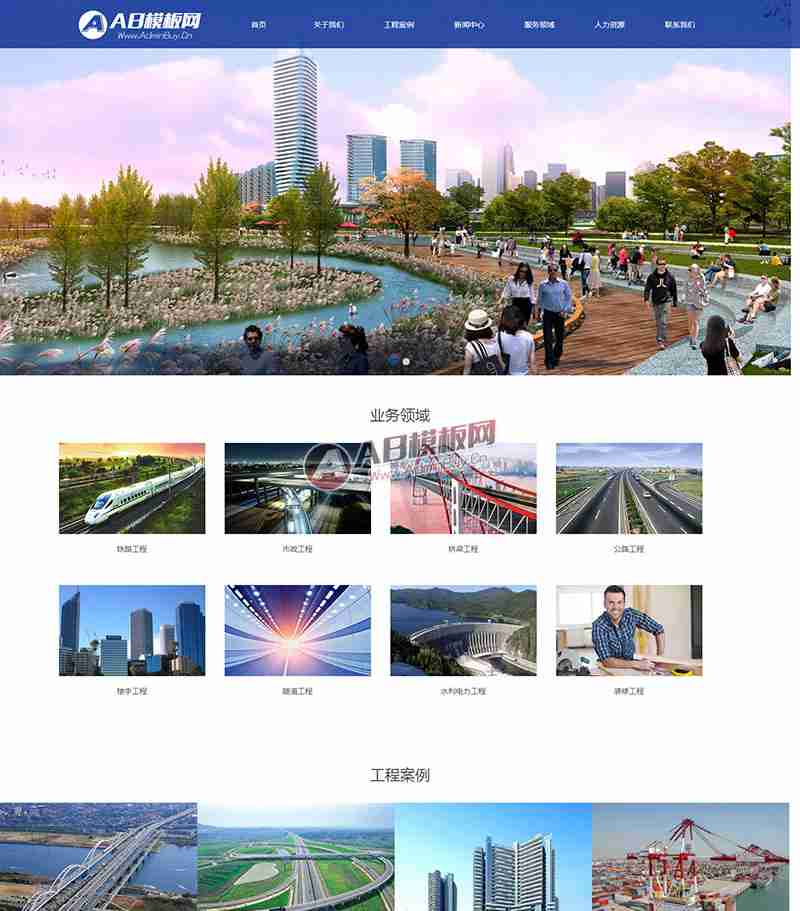 AB模板网
Www.AdminBuy.Cn
首页
关于我们
工程案例
新闻中心
服务领域
人力资源
联系我们
业务领域
AB模板网
Www.AdminBuy.Cn
铁路工程
市政工程
桥梁工程
公路工程
楼宇工程
隧道工程
水利电力工程
装修工程
工程案例